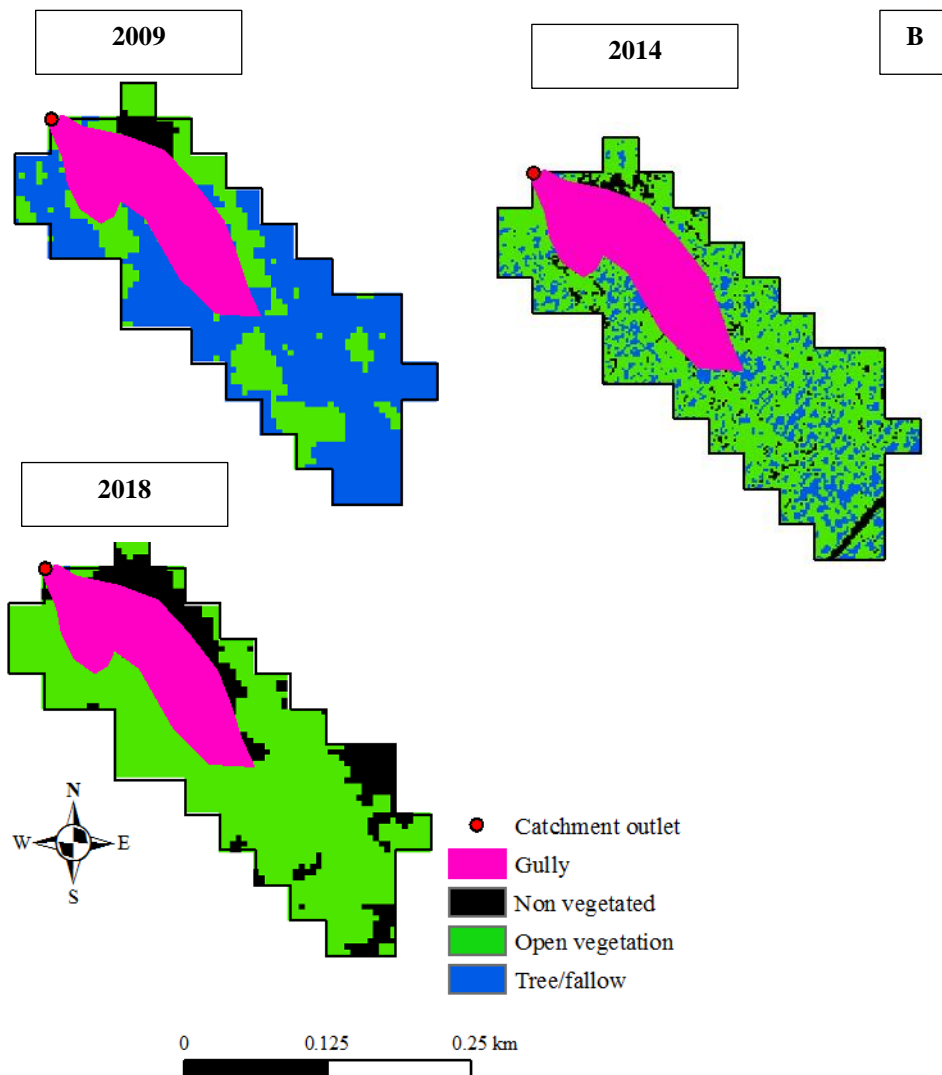 2009
2014
B
2018
N
W
E
S
Catchment outlet
Gully
Non vegetated
Open vegetation
Tree/fallow
0
0.125
0.25 km